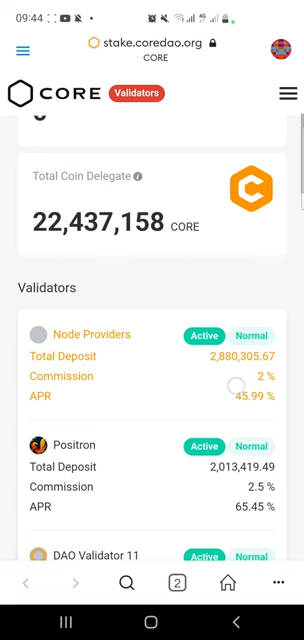 09:44
stake.coredao.org
CORE
CORE Validators
Total Coin Delegate
22,437,158 CORE
Validators
Node Providers Active Normal
Total Deposit 2,880,305.67
Commission 2 %
APR 45.99 %
Positron Active Normal
Total Deposit 2,013,419.49
Commission 2.5 %
APR 65.45 %
DAO Validator 11 Active Normal
2